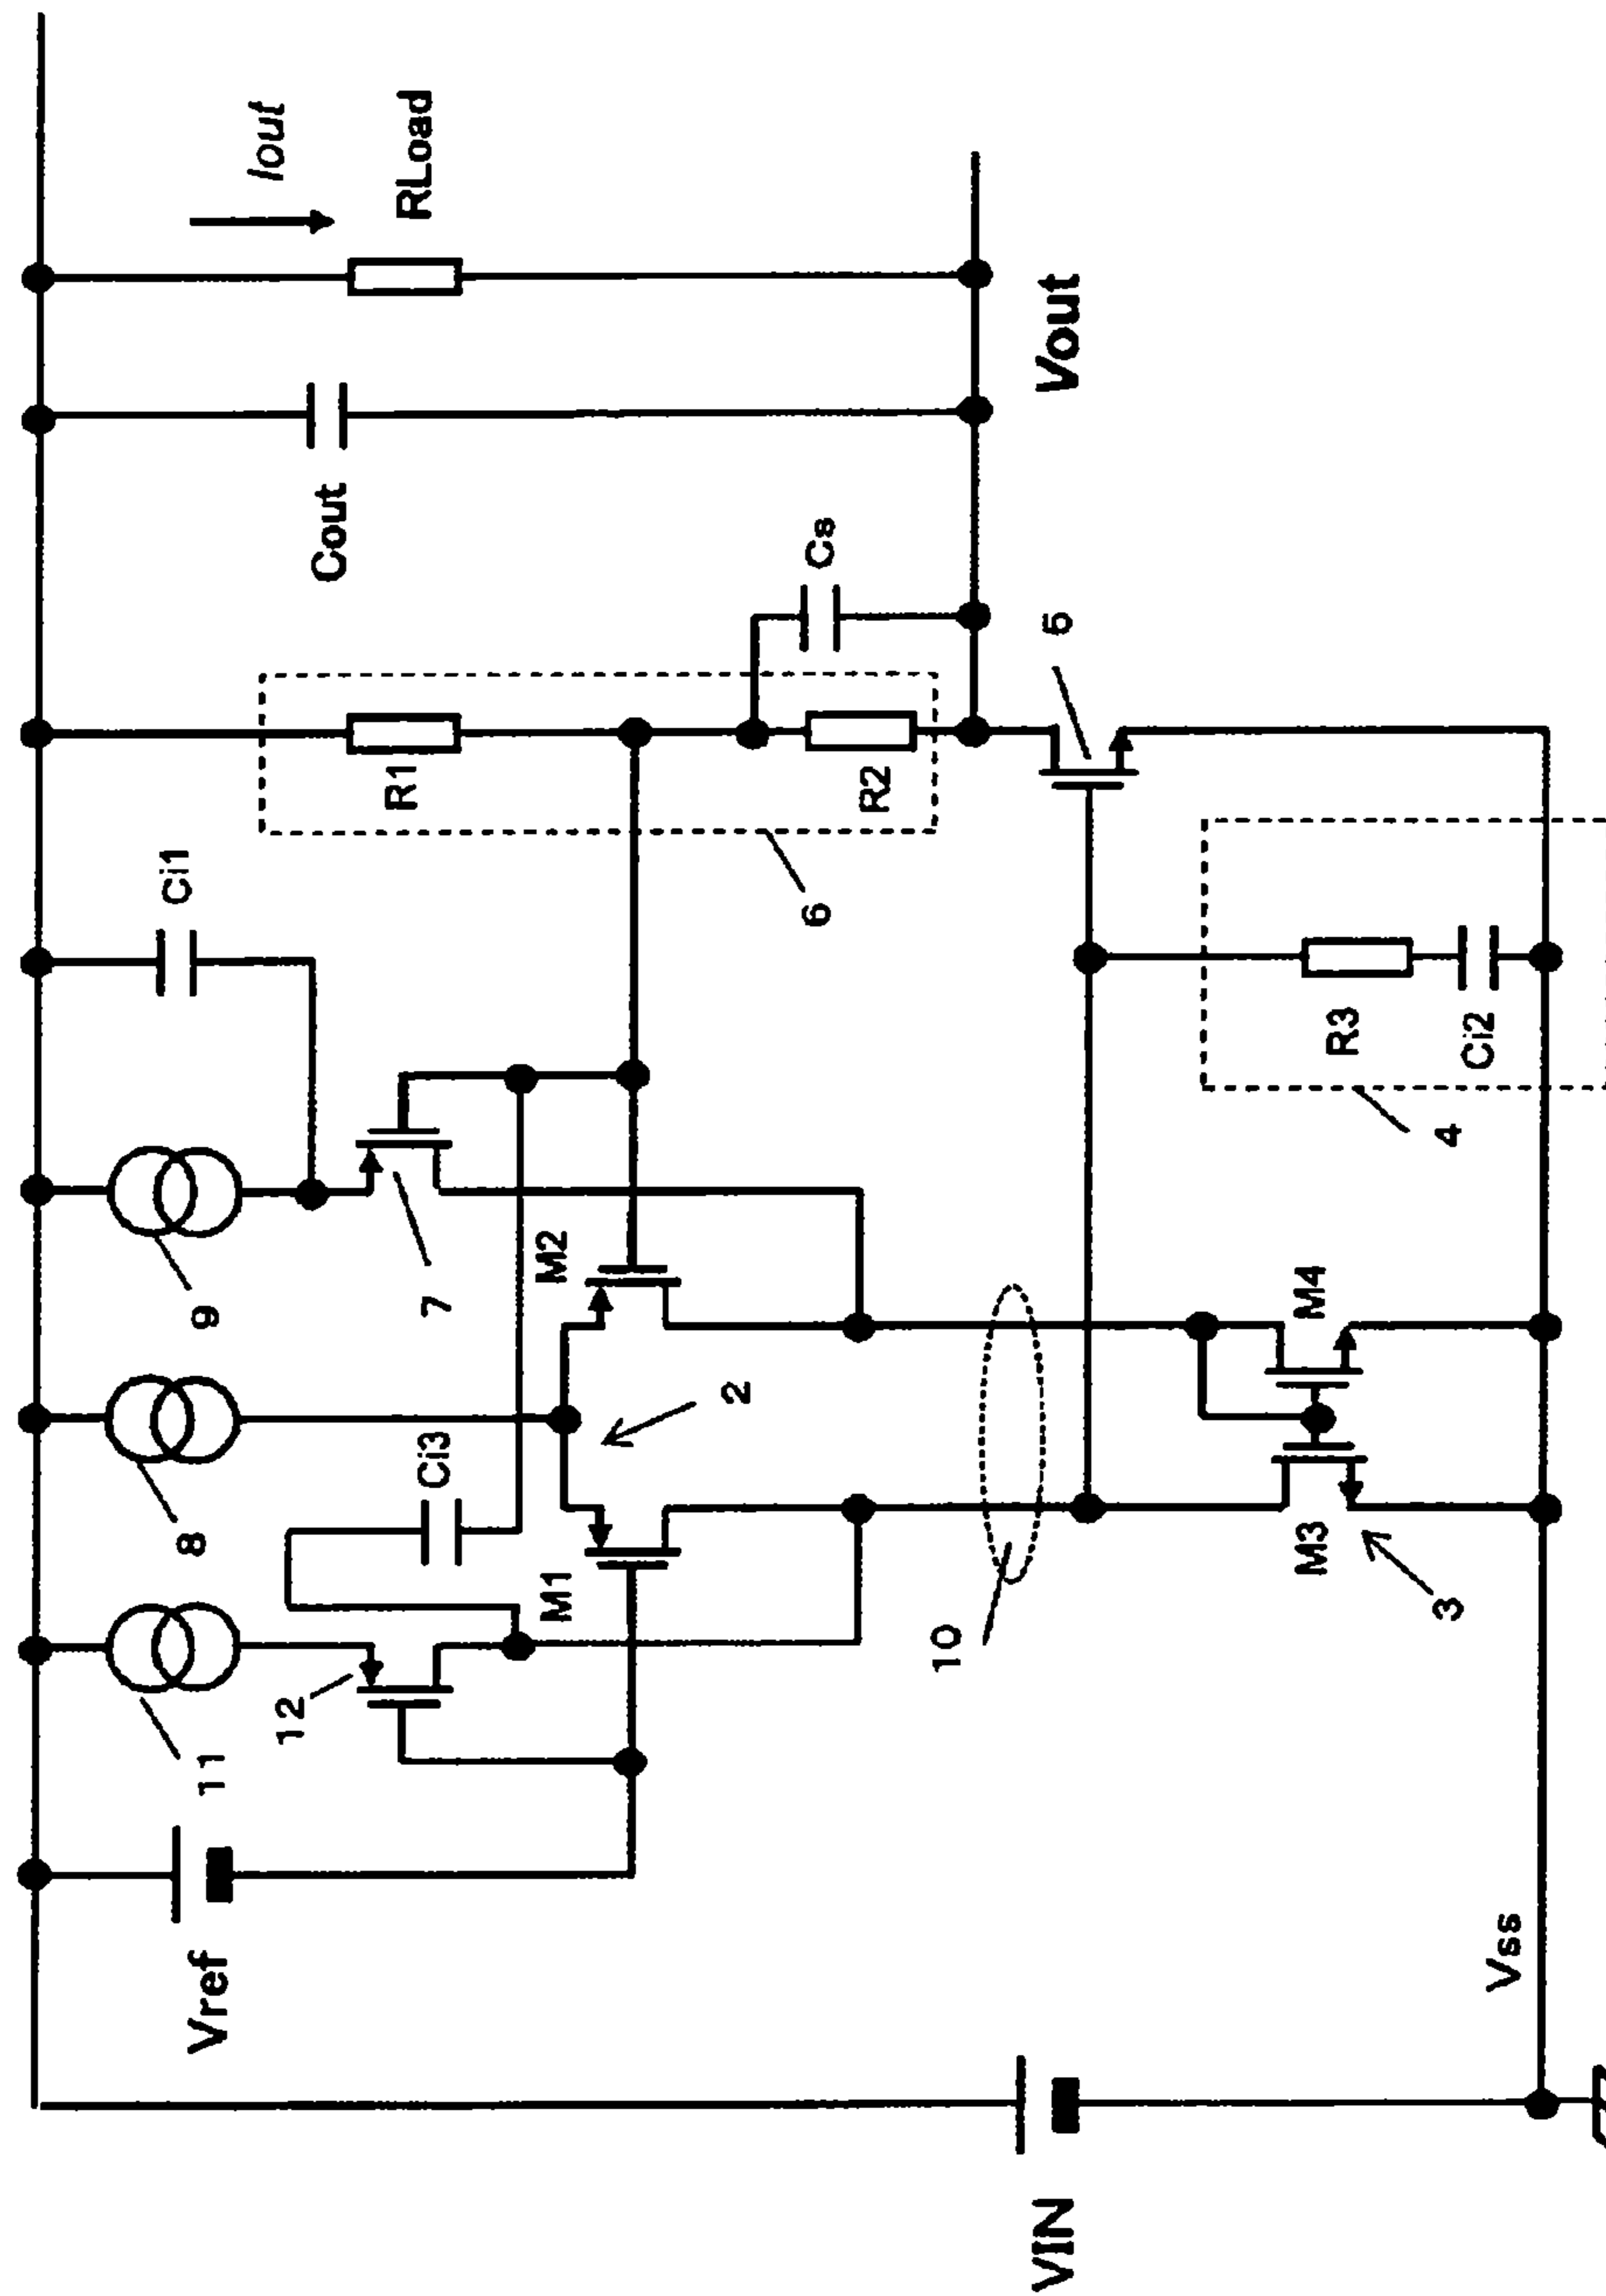 Iout
RLoad
Cout
Cs
Vout
5
R1
R2
6
Ci1
R3
Ci2
4
9
7
M2
M4
8
Ci3
2
10
M1
M3
3
11
12
Vref
Vss
VIN